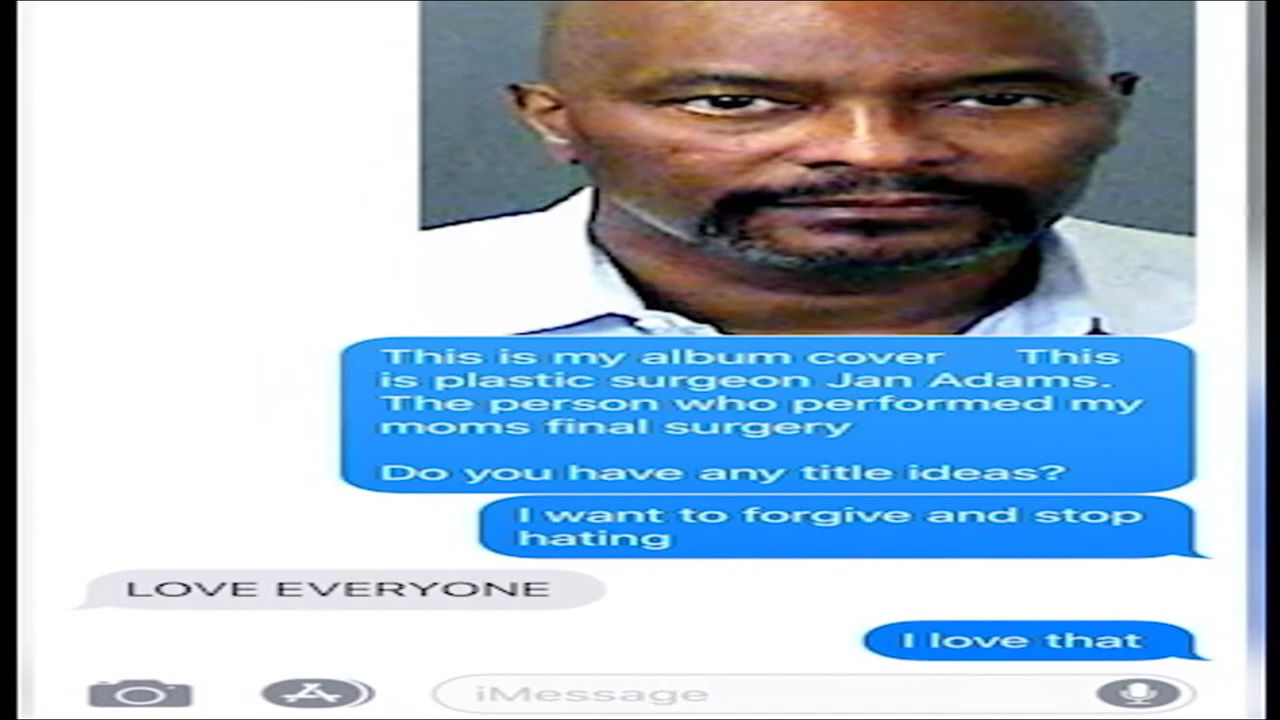 This is my album cover This
is plastic surgeon Jan Adams.
The person who performed my
moms final surgery
Do you have any title ideas?
I want to forgive and stop
hating
LOVE EVERYONE
I love that
iMessage